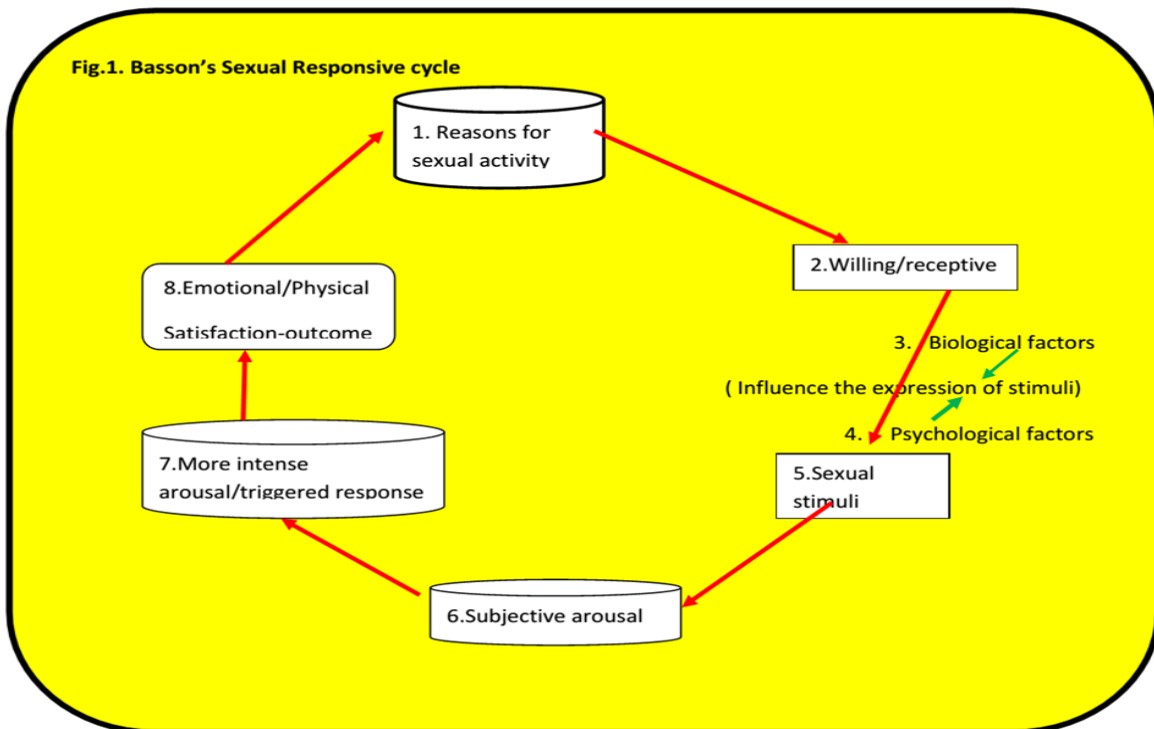 Fig.1. Basson’s Sexual Responsive cycle
1. Reasons for
sexual activity
2.Willing/receptive
3. Biological factors
( Influence the expression of stimuli)
4. Psychological factors
5.Sexual
stimuli
6.Subjective arousal
7.More intense
arousal/triggered response
8.Emotional/Physical
Satisfaction-outcome